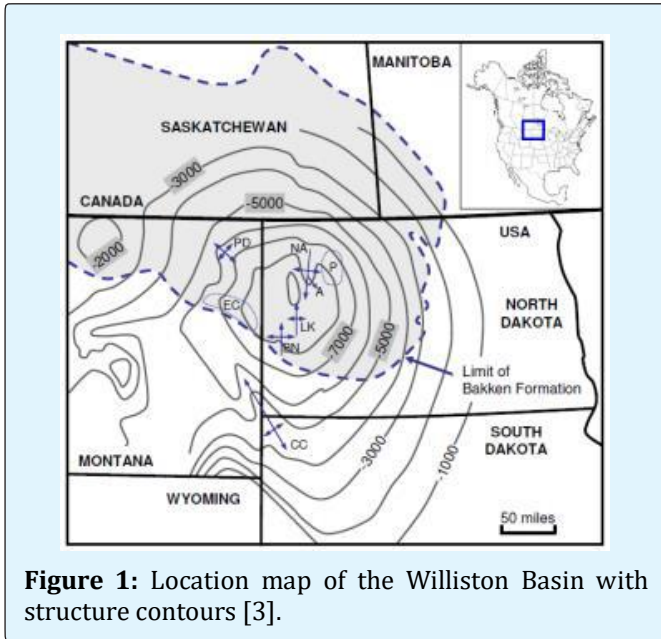 MANITOBA
SASKATCHEWAN
-3000
CANADA
-5000
USA
-2000
PD
NA
P
A
EC
NORTH
DAKOTA
LK
-7000
-5000
BN
Limit of
Bakken Formation
CC
SOUTH
DAKOTA
MONTANA
-3000
-1000
WYOMING
50 miles
Figure 1: Location map of the Williston Basin with
structure contours [3].